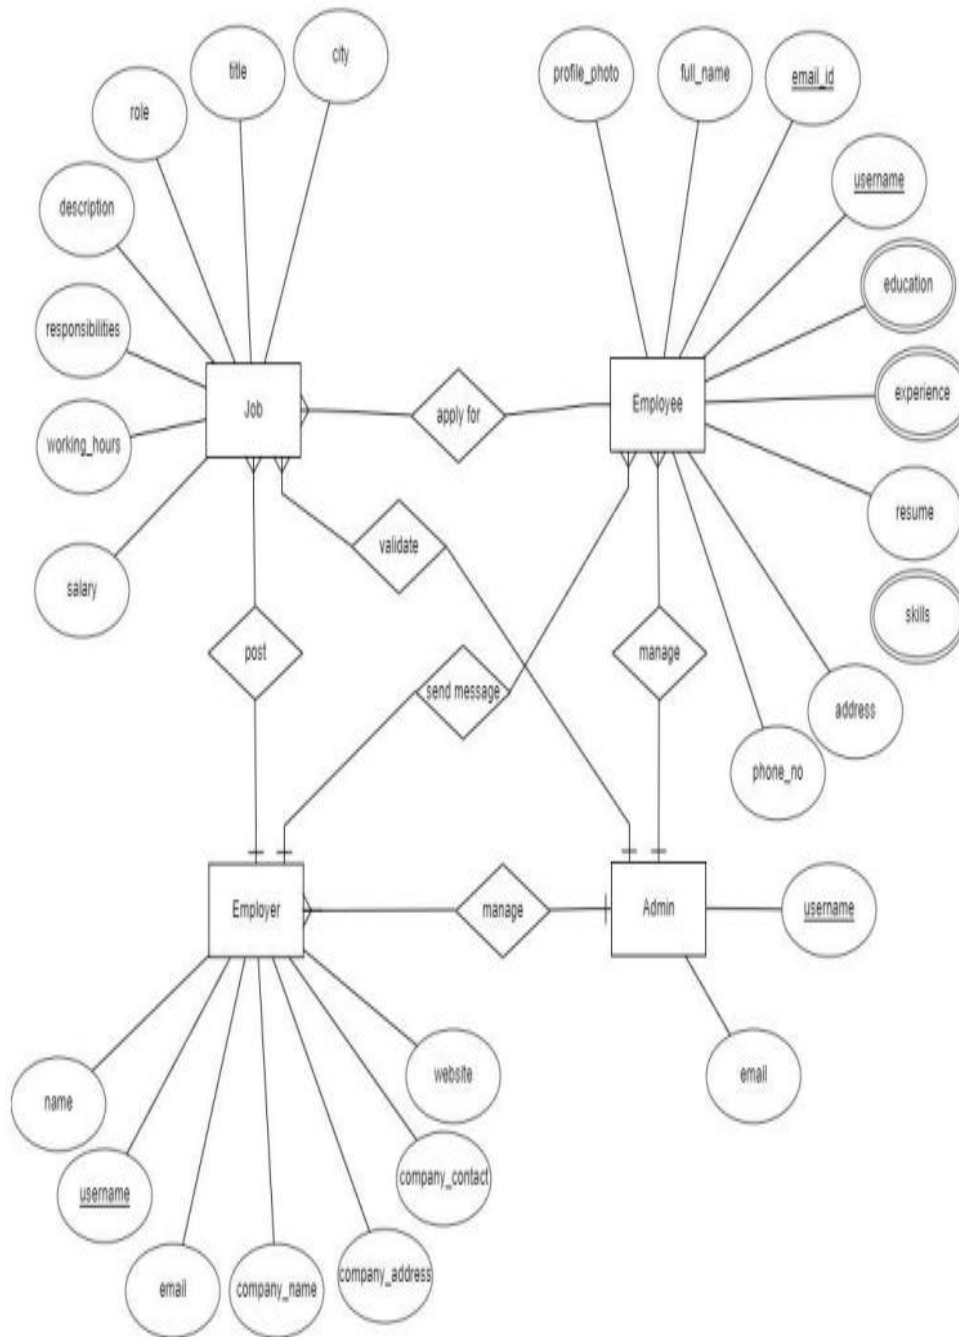 city
title
role
description
responsibilities
working_hours
salary
profile_photo
full_name
email_id
username
education
experience
resume
skills
address
phone_no
Job
apply for
Employee
validate
post
send message
manage
Employer
manage
Admin
username
email
name
username
email
company_name
company_address
company_contact
website